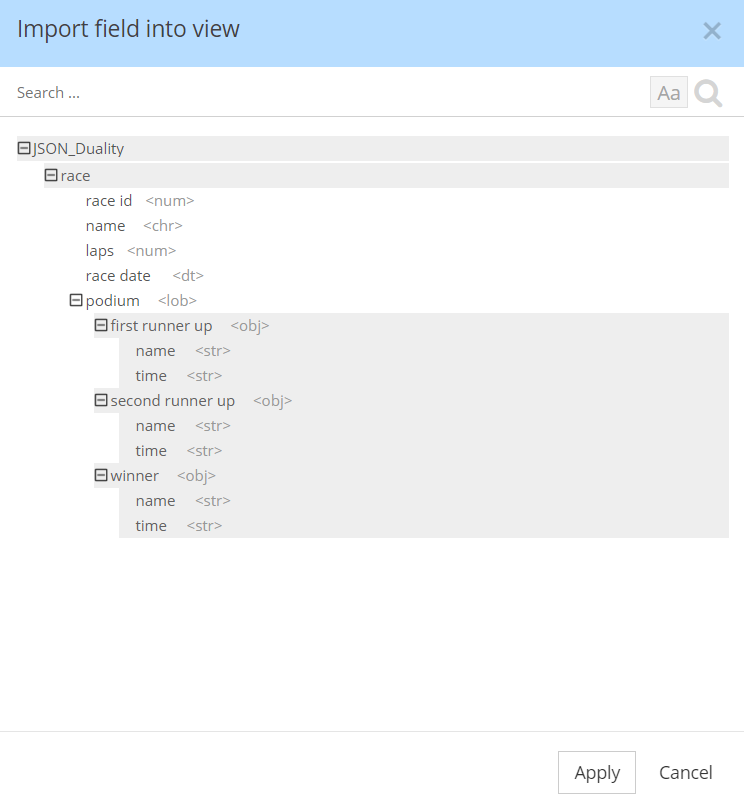 Import field into view
Search ...
Aa
JSON_Duality
race
race id <num>
name <chr>
laps <num>
race date <dt>
podium <lob>
first runner up <obj>
name <str>
time <str>
second runner up <obj>
name <str>
time <str>
winner <obj>
name <str>
time <str>
Apply
Cancel